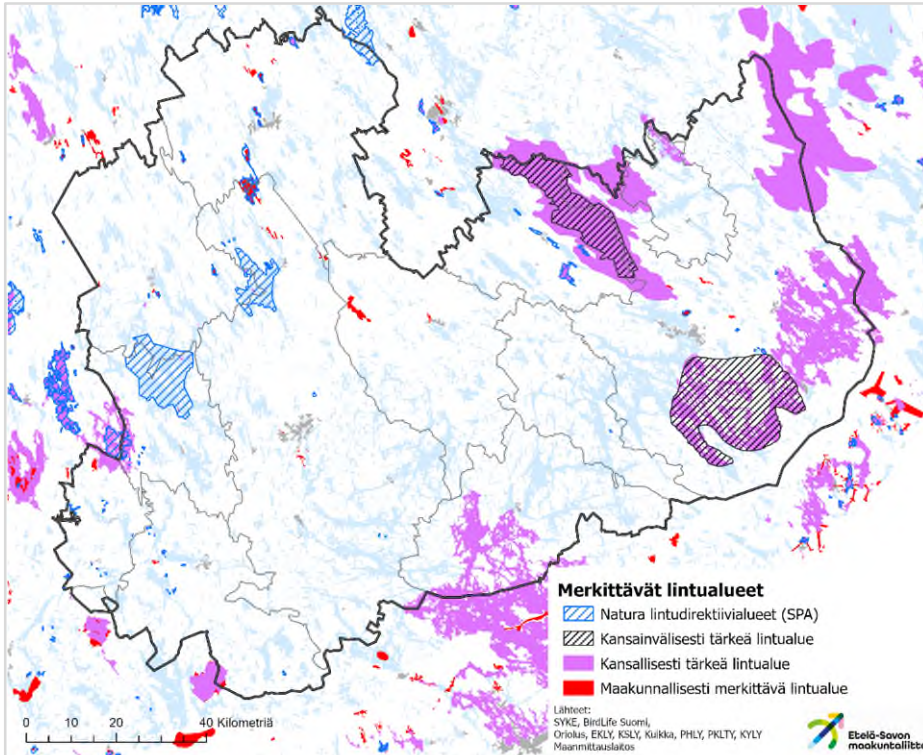 Merkittävät lintualueet
Natura lintudirektiivialueet (SPA)
Kansainvälisesti tärkeä lintualue
Kansallisesti tärkeä lintualue
Maakunnallisesti merkittävä lintualue
Lähteet:
SYKE, BirdLife Suomi,
Oriolus, EKLY, KSLY, Kuikka, PHLY, PKLTY, KYLY
Maanmittauslaitos
Etelä-Savon
maakuntaliitto
0 10 20 40 Kilometriä